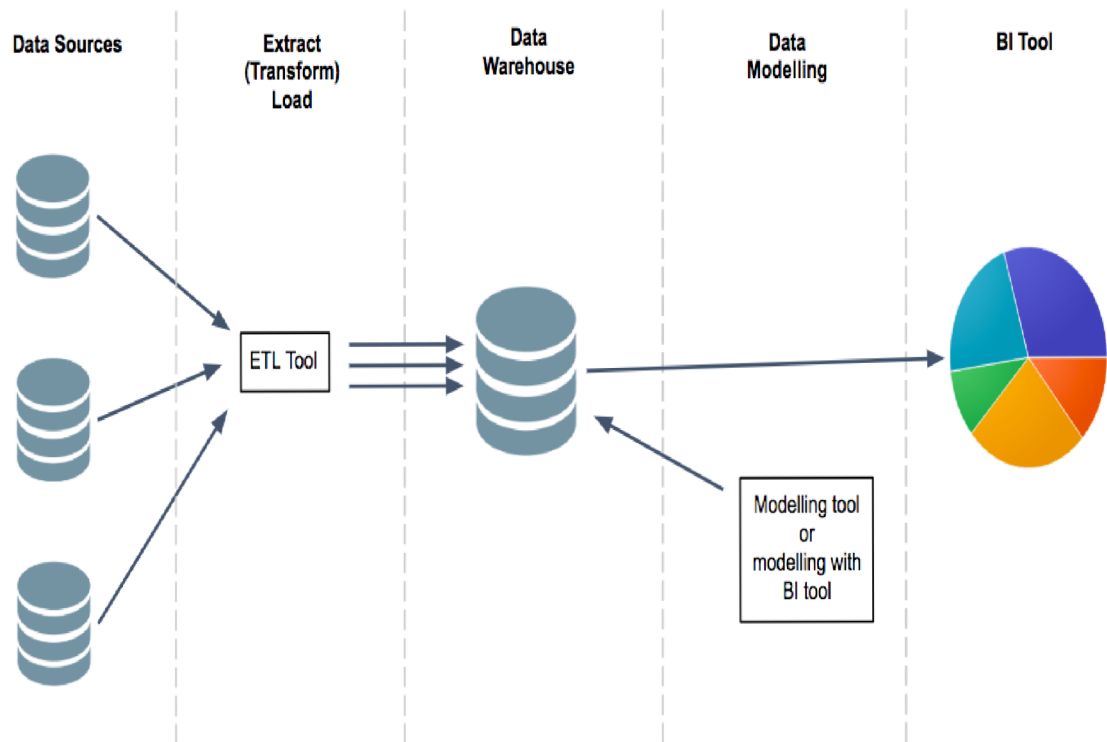 Data Sources
Extract
(Transform)
Load
Data
Warehouse
Data
Modelling
BI Tool
ETL Tool
Modelling tool
or
modelling with
BI tool